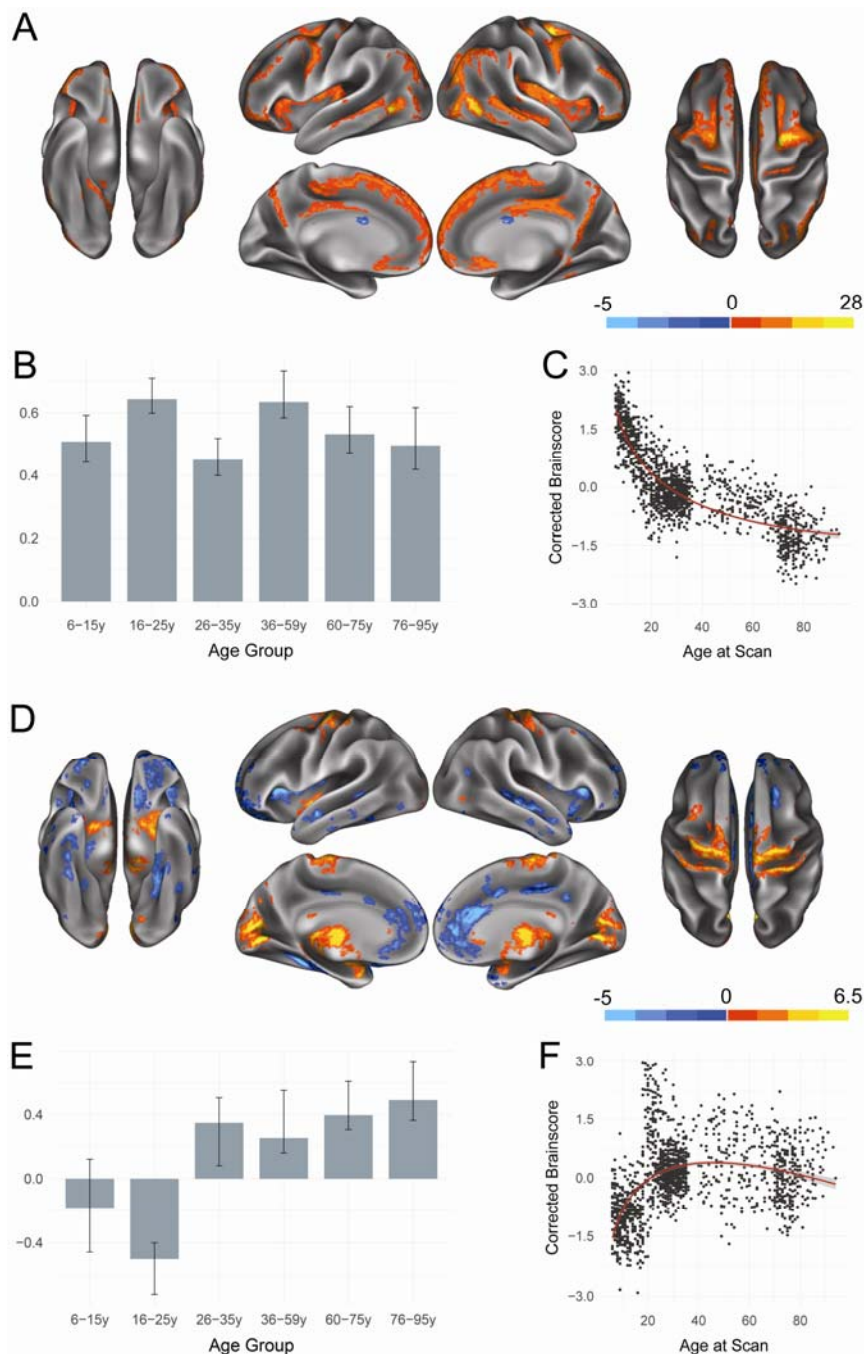 A
-5 0 28
B
0.6
0.4
0.2
0.0
6–15y 16–25y 26–35y 36–59y 60–75y 76–95y
Age Group
C
Corrected Brainscore
3.0
1.5
0.0
−1.5
−3.0
20 40 60 80
Age at Scan
D
-5 0 6.5
E
0.4
0.0
−0.4
6–15y 16–25y 26–35y 36–59y 60–75y 76–95y
Age Group
F
Corrected Brainscore
3.0
1.5
0.0
−1.5
−3.0
20 40 60 80
Age at Scan